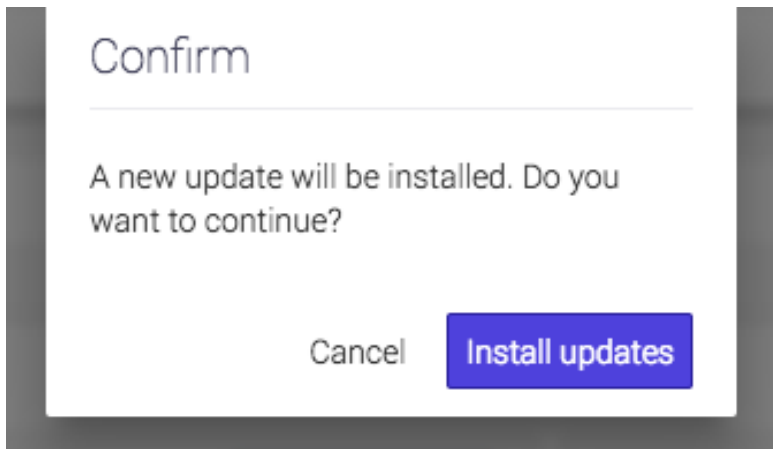 Confirm
A new update will be installed. Do you
want to continue?
Cancel
Install updates